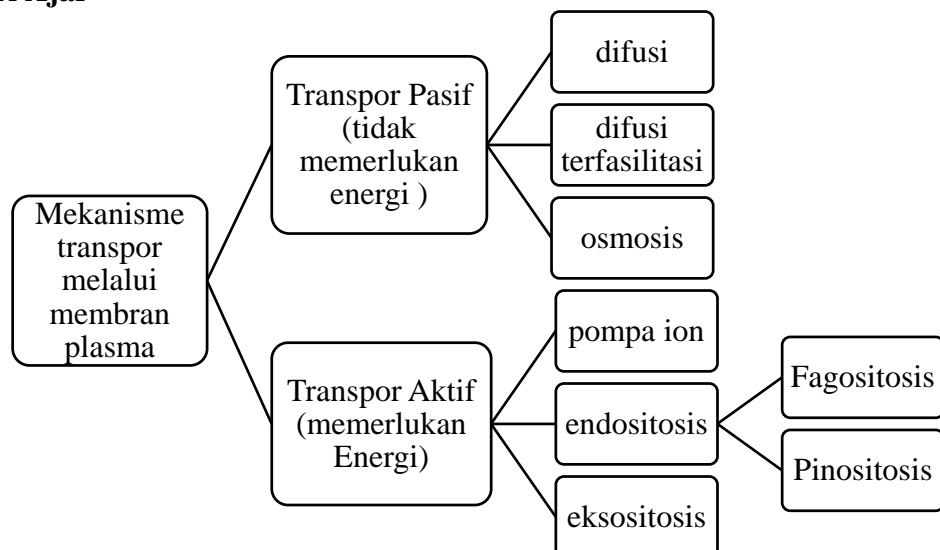 difusi
Transpor Pasif
(tidak
memerlukan
energi )
difusi
terfasilitasi
osmosis
Mekanisme
transpor
melalui
membran
plasma
pompa ion
Transpor Aktif
(memerlukan
Energi)
endositosis
Fagositosis
Pinositosis
eksositosis